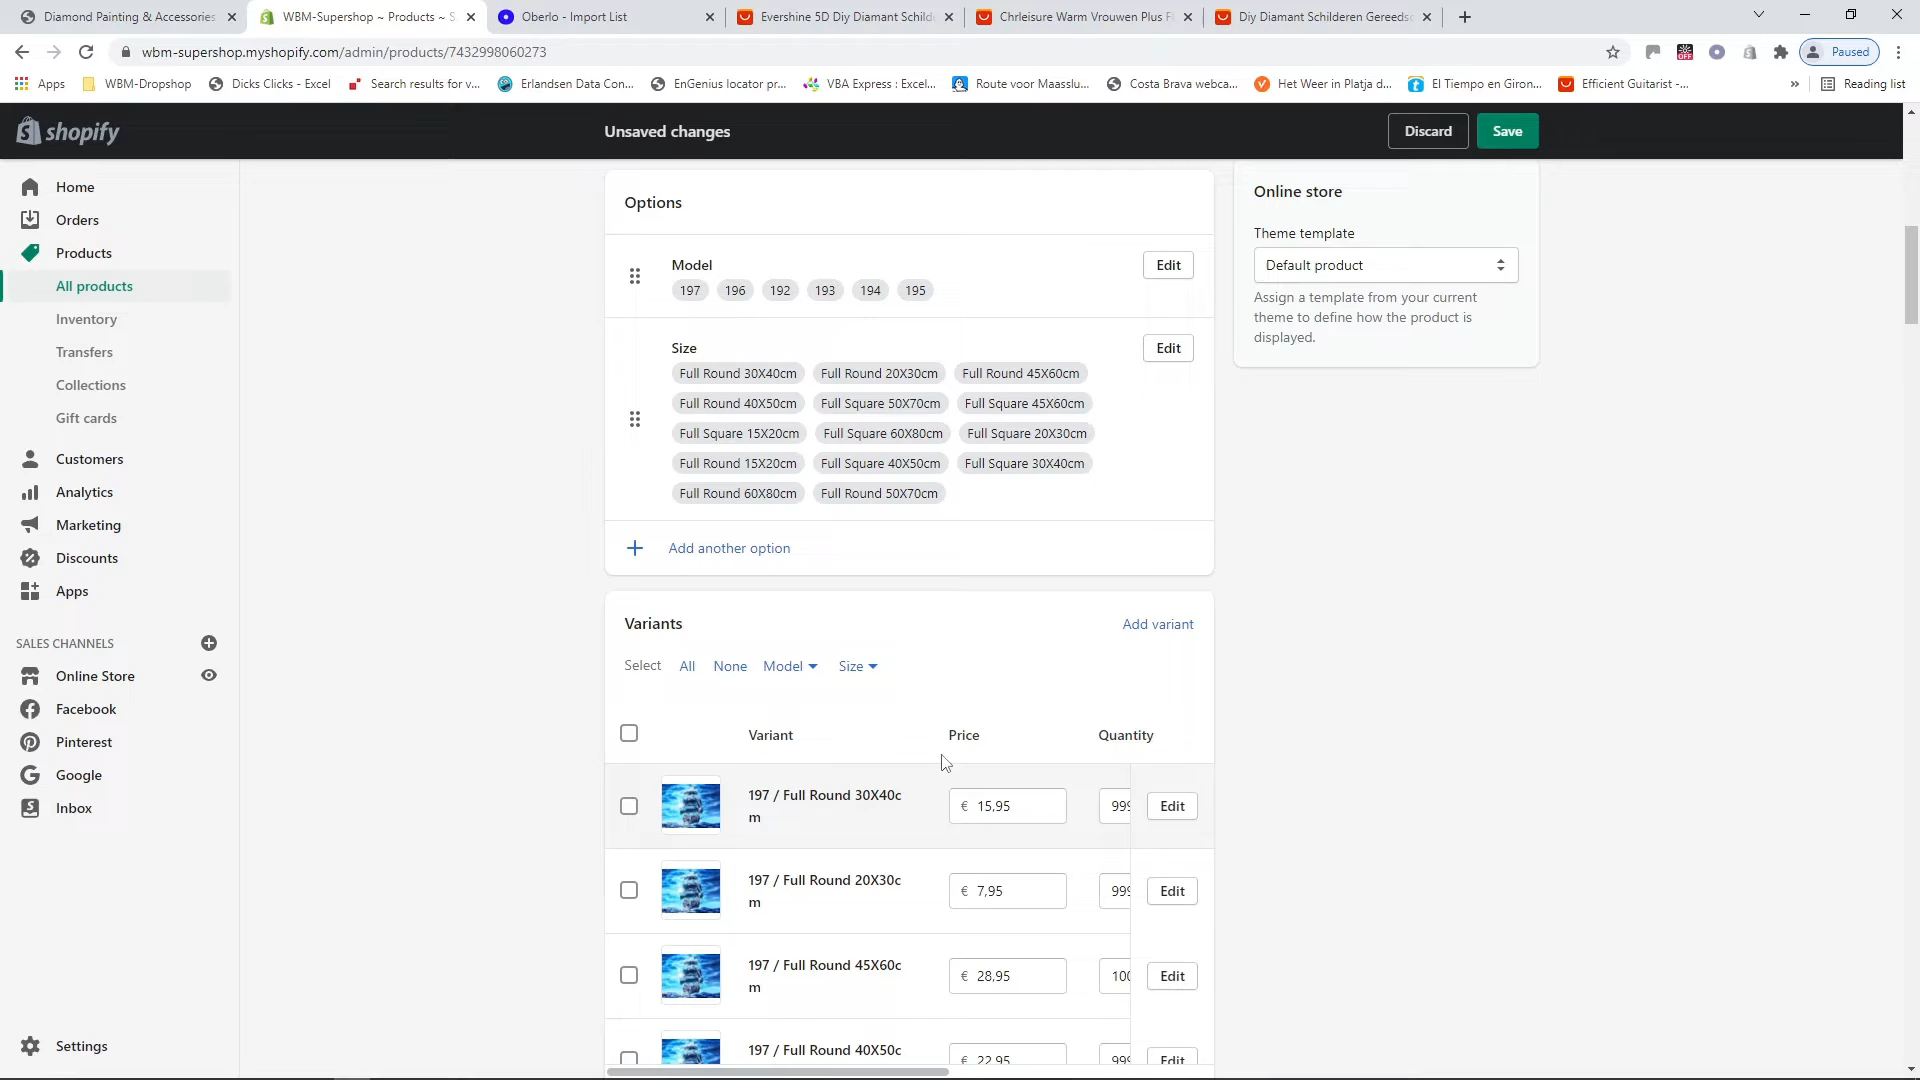 Diamond Painting & Accessories
WBM-Supershop ~ Products ~ S
Oberlo - Import List
Evershine 5D Diy Diamant Schild
Chrleisure Warm Vrouwen Plus F
Diy Diamant Schilderen Gereedsc
wbm-supershop.myshopify.com/admin/products/7432998060273
OFF
Paused
Apps
WBM-Dropshop
Dicks Clicks - Excel
Search results for v...
Erlandsen Data Con...
EnGenius locator pr...
VBA Express : Excel...
Route voor Maasslu...
Costa Brava webca...
Het Weer in Platja d...
El Tiempo en Giron...
Efficient Guitarist -...
»
Reading list
shopify
Unsaved changes
Discard
Save
Home
Orders
Products
All products
Inventory
Transfers
Collections
Gift cards
Customers
Analytics
Marketing
Discounts
Apps
SALES CHANNELS
Online Store
Facebook
Pinterest
Google
Inbox
Settings
Options
Model
Edit
197 196 192 193 194 195
Size
Edit
Full Round 30X40cm Full Round 20X30cm Full Round 45X60cm
Full Round 40X50cm Full Square 50X70cm Full Square 45X60cm
Full Square 15X20cm Full Square 60X80cm Full Square 20X30cm
Full Round 15X20cm Full Square 40X50cm Full Square 30X40cm
Full Round 60X80cm Full Round 50X70cm
Add another option
Variants
Add variant
Select All None Model Size
Variant Price Quantity
197 / Full Round 30X40c
m
€ 15,95
999
Edit
197 / Full Round 20X30c
m
€ 7,95
999
Edit
197 / Full Round 45X60c
m
€ 28,95
100
Edit
197 / Full Round 40X50c
€ 22,95
999
Edit
Online store
Theme template
Default product
Assign a template from your current
theme to define how the product is
displayed.